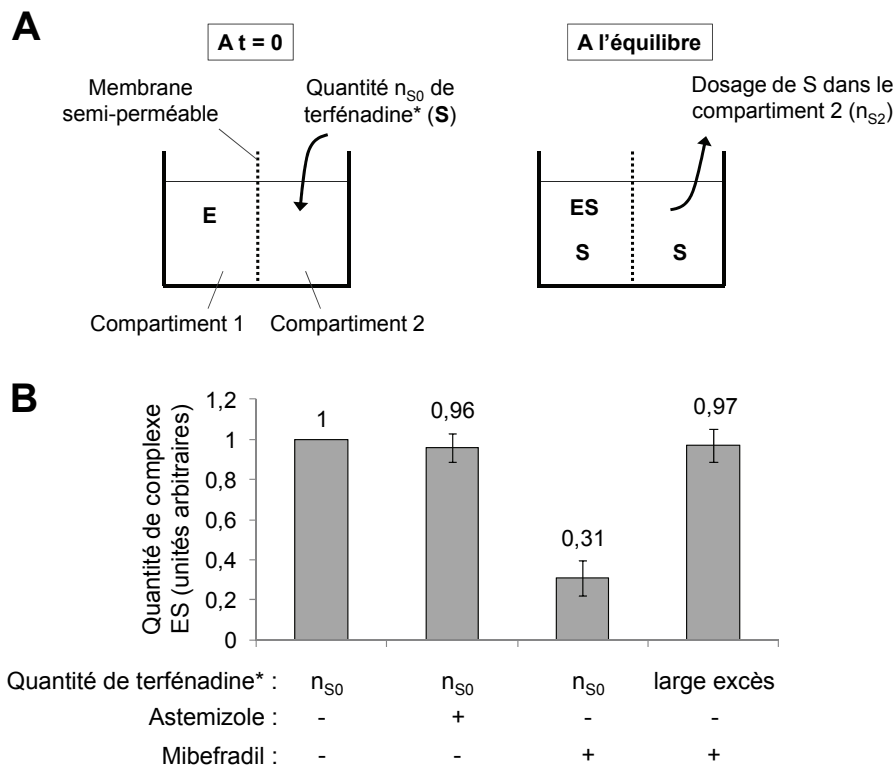 A
A t = 0
A l'équilibre
Membrane
semi-perméable
Quantité nS0 de
terfénadine* (S)
Dosage de S dans le
compartiment 2 (nS2)
E
ES
S
S
Compartiment 1
Compartiment 2
B
Quantité de complexe
ES (unités arbitraires)
1,2
1
0,8
0,6
0,4
0,2
0
1
0,96
0,31
0,97
Quantité de terfénadine* : nS0 nS0 nS0 large excès
Astemizole : - + - -
Mibefradil : - - + +